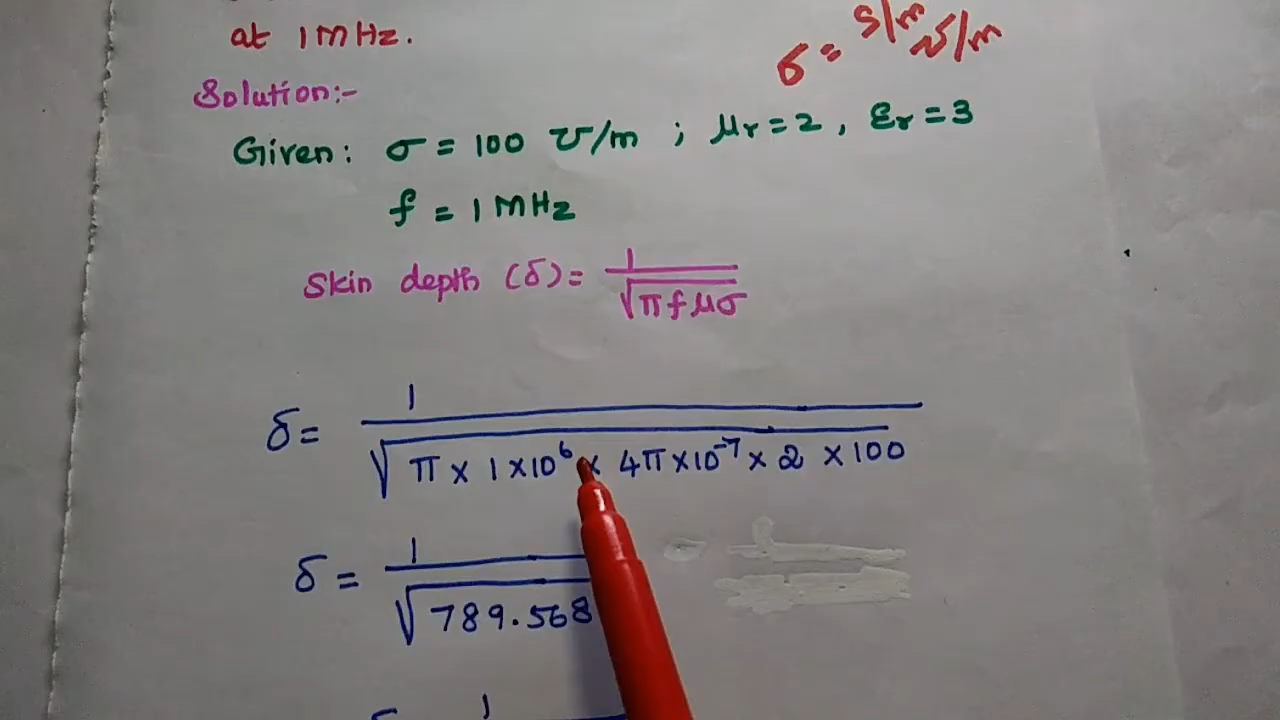 at 1MHz.
σ = S/m ℧/m
Solution:-
Given: σ = 100 ℧/m ; μr = 2, εr = 3
f = 1MHz
Skin depth (δ) = 1
√πfμσ
δ = 1
√π × 1×10⁶ × 4π×10⁻⁷ × 2 × 100
δ = 1
√789.568
1